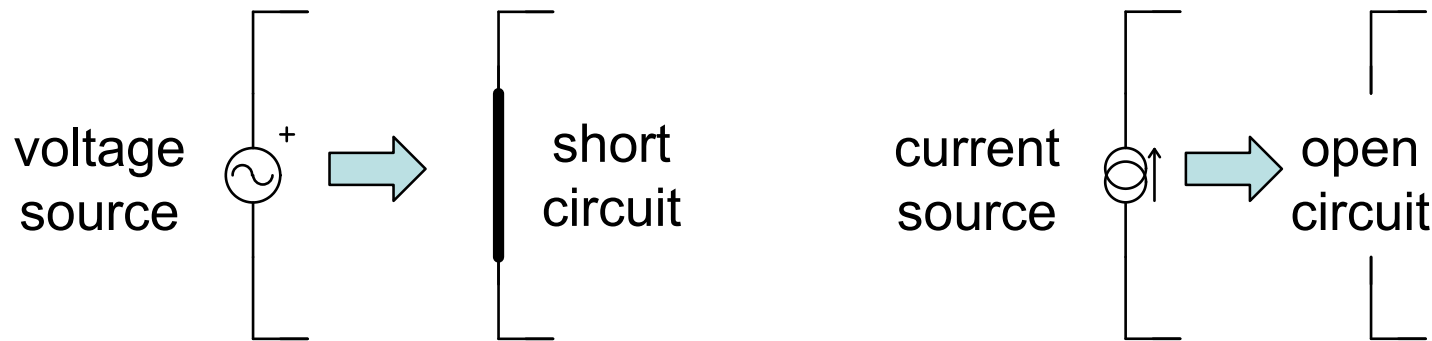 voltage
source
+
short
circuit
current
source
open
circuit